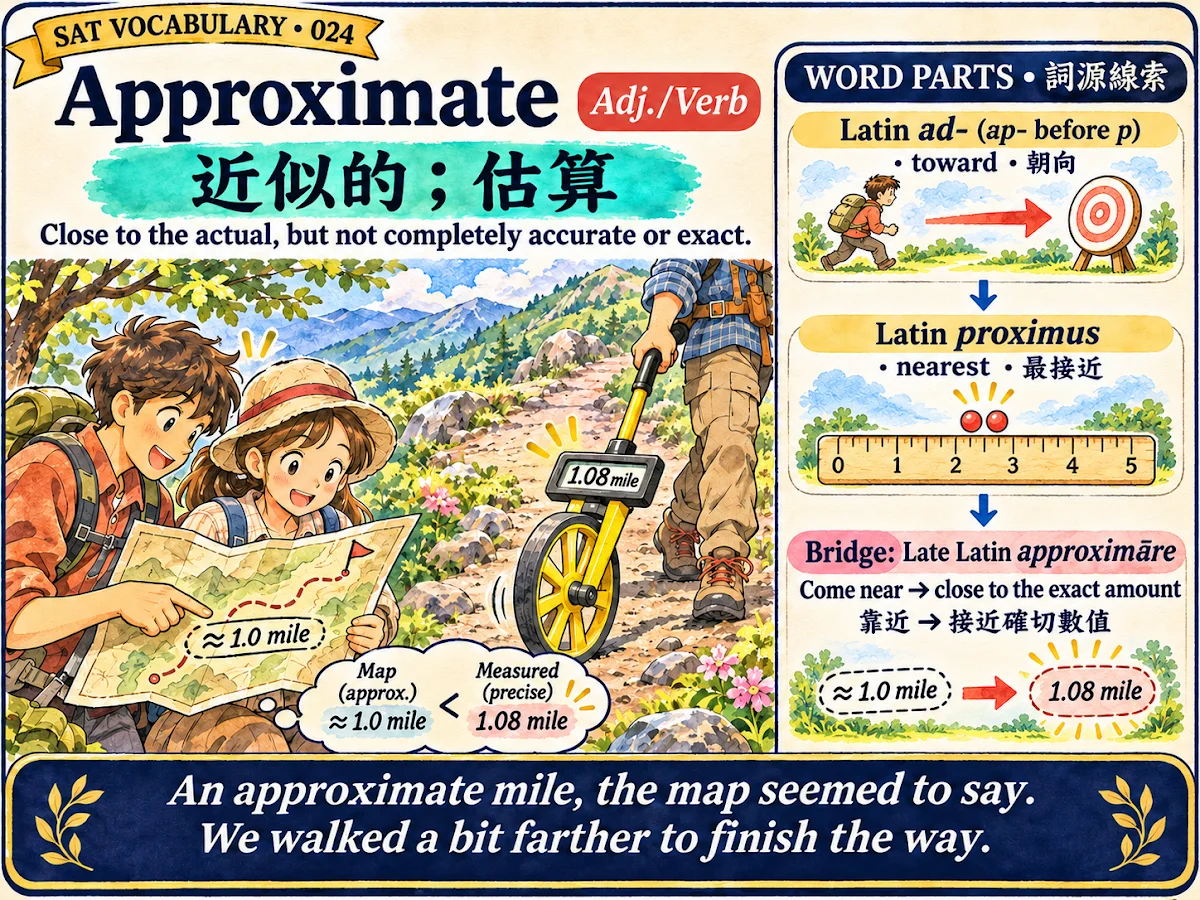 SAT VOCABULARY • 024
Approximate
Adj./Verb
近似的；估算
Close to the actual, but not completely accurate or exact.
≈ 1.0 mile
1.08 mile
Map
(approx.)
≈ 1.0 mile
<
Measured
(precise)
1.08 mile
WORD PARTS • 詞源線索
Latin ad- (ap- before p)
• toward • 朝向
Latin proximus
• nearest • 最接近
0 1 2 3 4 5
Bridge: Late Latin approximāre
Come near → close to the exact amount
靠近 → 接近確切數值
≈ 1.0 mile
1.08 mile
An approximate mile, the map seemed to say.
We walked a bit farther to finish the way.